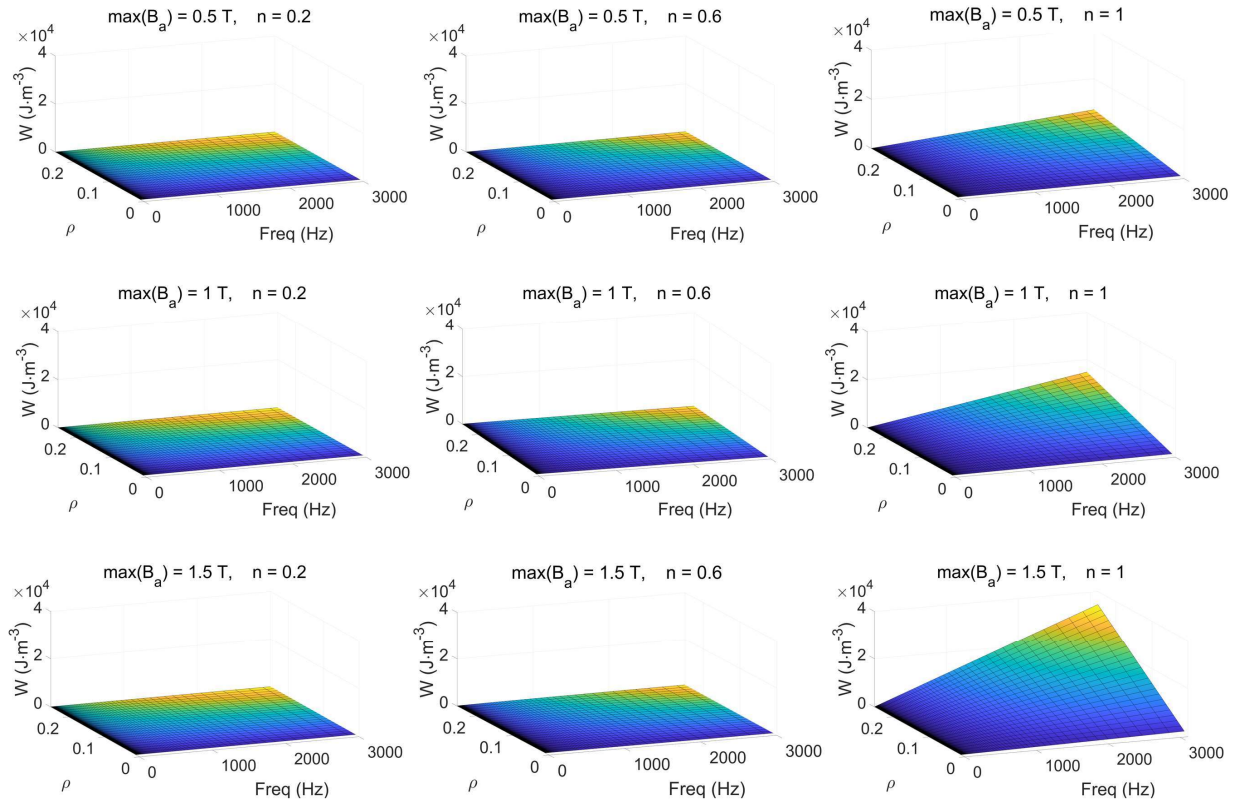 max(B_a) = 0.5 T, n = 0.2
×10^4
4
2
0
W (J·m^-3)
0.2
0.1
0
ρ
0
1000
2000
3000
Freq (Hz)
max(B_a) = 0.5 T, n = 0.6
×10^4
4
2
0
W (J·m^-3)
0.2
0.1
0
ρ
0
1000
2000
3000
Freq (Hz)
max(B_a) = 0.5 T, n = 1
×10^4
4
2
0
W (J·m^-3)
0.2
0.1
0
ρ
0
1000
2000
3000
Freq (Hz)
max(B_a) = 1 T, n = 0.2
×10^4
4
2
0
W (J·m^-3)
0.2
0.1
0
ρ
0
1000
2000
3000
Freq (Hz)
max(B_a) = 1 T, n = 0.6
×10^4
4
2
0
W (J·m^-3)
0.2
0.1
0
ρ
0
1000
2000
3000
Freq (Hz)
max(B_a) = 1 T, n = 1
×10^4
4
2
0
W (J·m^-3)
0.2
0.1
0
ρ
0
1000
2000
3000
Freq (Hz)
max(B_a) = 1.5 T, n = 0.2
×10^4
4
2
0
W (J·m^-3)
0.2
0.1
0
ρ
0
1000
2000
3000
Freq (Hz)
max(B_a) = 1.5 T, n = 0.6
×10^4
4
2
0
W (J·m^-3)
0.2
0.1
0
ρ
0
1000
2000
3000
Freq (Hz)
max(B_a) = 1.5 T, n = 1
×10^4
4
2
0
W (J·m^-3)
0.2
0.1
0
ρ
0
1000
2000
3000
Freq (Hz)